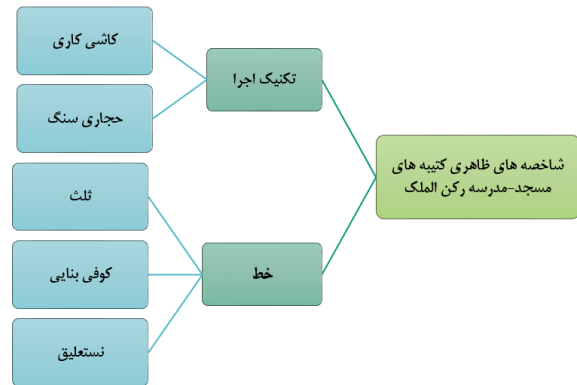 شاخصه های ظاهری کتیبه های
مسجد-مدرسه رکن الملک
تکنیک اجرا
کاشی کاری
حجاری سنگ
خط
ثلث
کوفی بنایی
نستعلیق